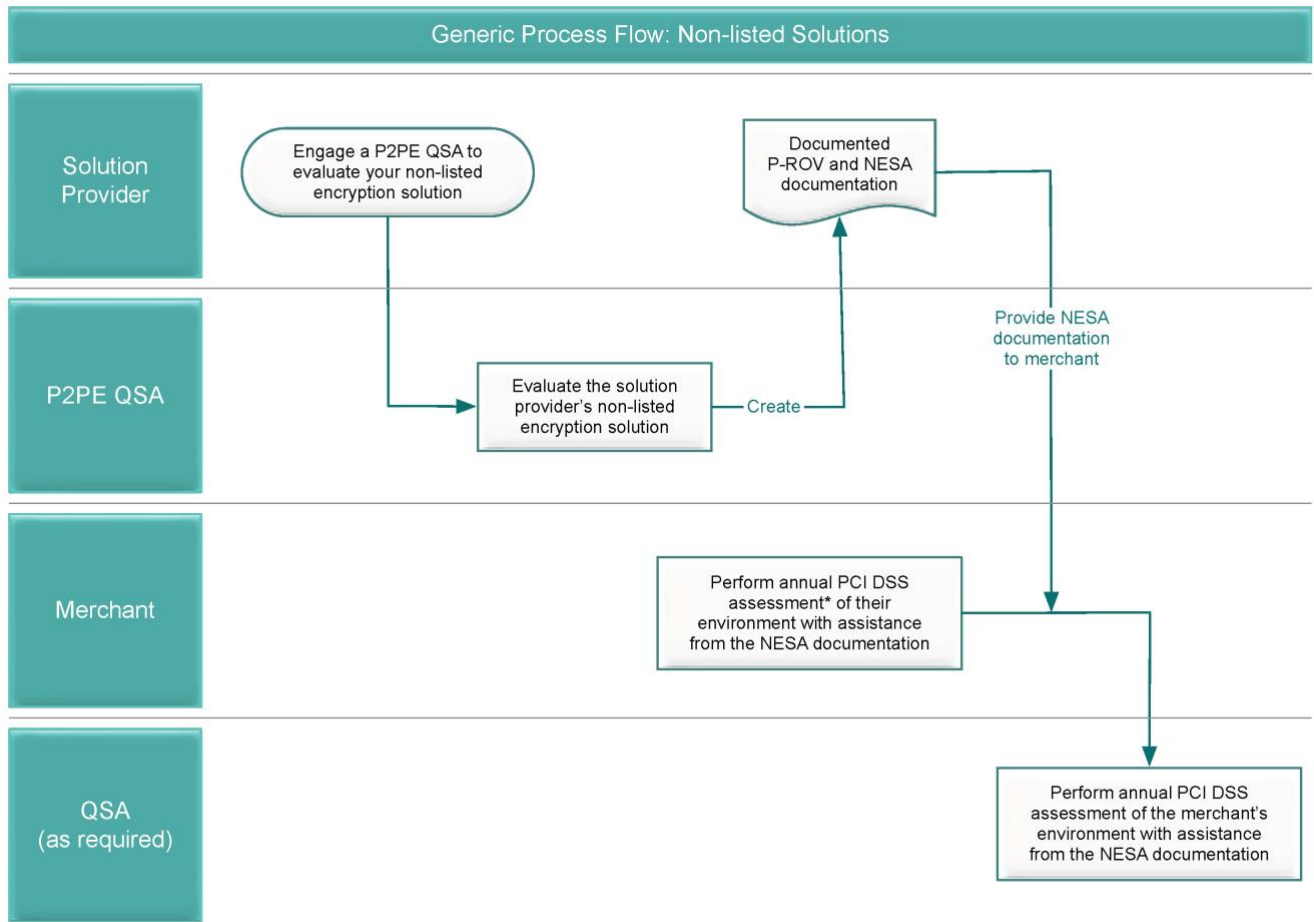 Generic Process Flow: Non-listed Solutions
Solution
Provider
Engage a P2PE QSA to
evaluate your non-listed
encryption solution
Documented
P-ROV and NESA
documentation
Provide NESA
documentation
to merchant
P2PE QSA
Evaluate the solution
provider's non-listed
encryption solution
Create
Merchant
Perform annual PCI DSS
assessment* of their
environment with assistance
from the NESA documentation
QSA
(as required)
Perform annual PCI DSS
assessment of the merchant's
environment with assistance
from the NESA documentation